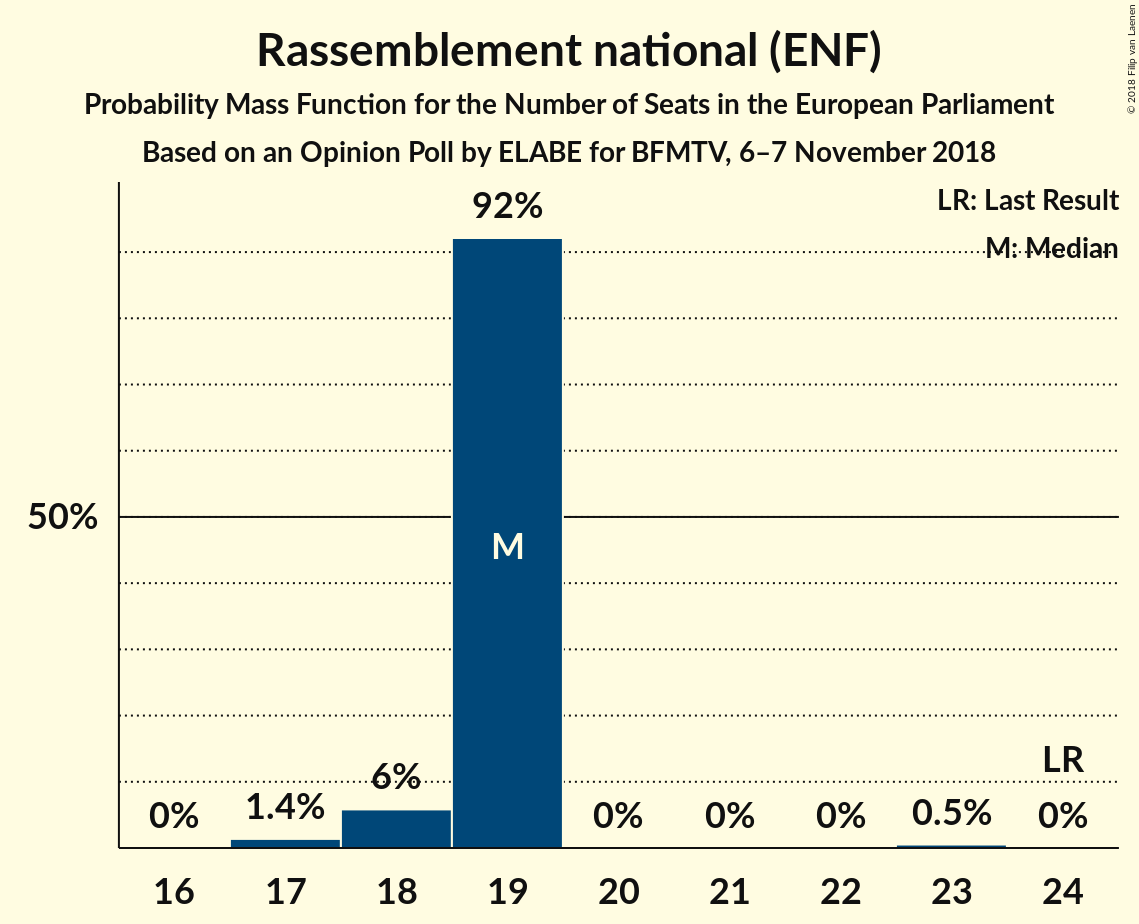 Rassemblement national (ENF)
Probability Mass Function for the Number of Seats in the European Parliament
Based on an Opinion Poll by ELABE for BFMTV, 6–7 November 2018
© 2018 Filip van Laenen
LR: Last Result
M: Median
92%
50%
M
LR
0%
1.4%
6%
0%
0%
0%
0.5%
0%
16
17
18
19
20
21
22
23
24